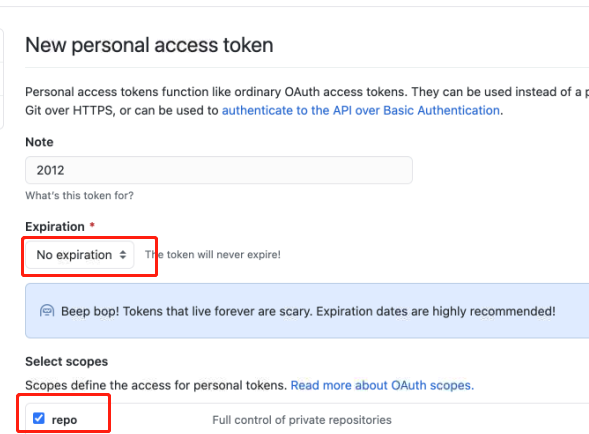 New personal access token
Personal access tokens function like ordinary OAuth access tokens. They can be used instead of a
Git over HTTPS, or can be used to authenticate to the API over Basic Authentication.
Note
2012
What's this token for?
Expiration *
No expiration
The token will never expire!
Beep bop! Tokens that live forever are scary. Expiration dates are highly recommended!
Select scopes
Scopes define the access for personal tokens. Read more about OAuth scopes.
repo Full control of private repositories